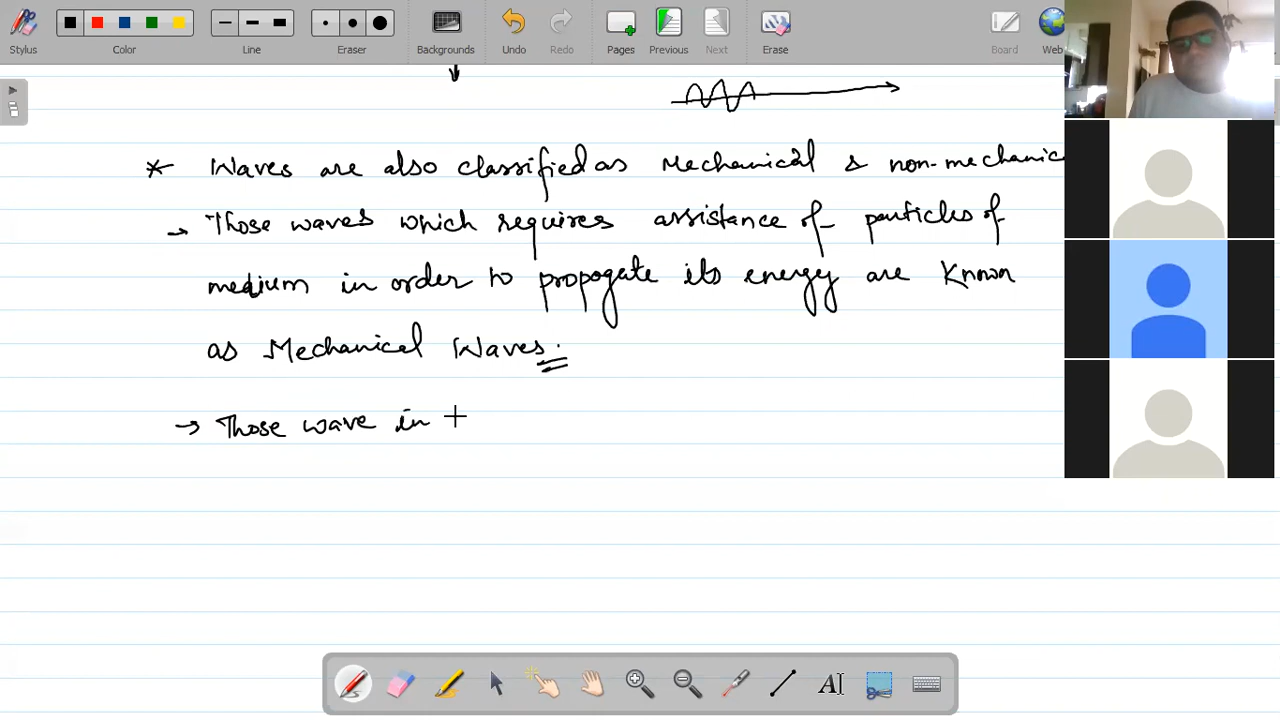 Stylus
Color
Line
Eraser
Backgrounds
Undo
Redo
Pages
Previous
Next
Erase
Board
Web
* Waves are also classified as Mechanical & non-mechanic
→ Those waves which requires assistance of particles of
medium in order to propogate its energy are known
as Mechanical Waves.
→ Those wave in